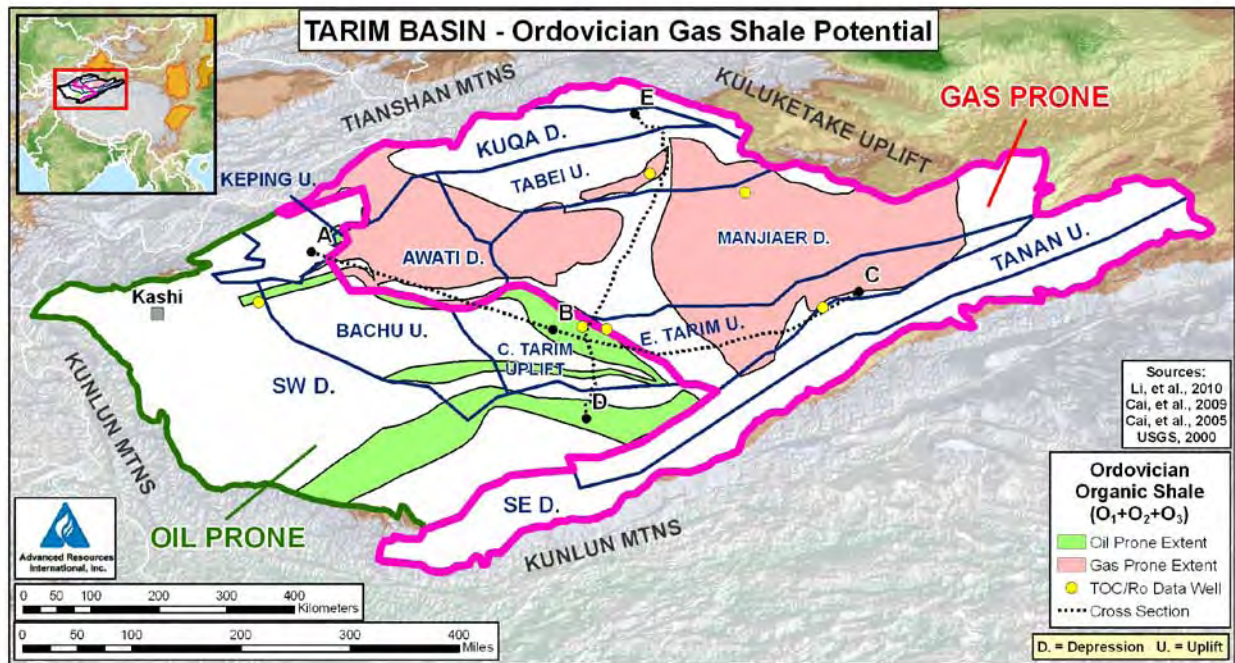 TARIM BASIN - Ordovician Gas Shale Potential
TIANSHAN MTNS
KULUKETAKE UPLIFT
GAS PRONE
E
KUQA D.
TABEI U.
KEPING U.
A
AWATI D.
MANJIAER D.
TANAN U.
C
Kashi
B
BACHU U.
E. TARIM U.
C. TARIM
UPLIFT
SW D.
D
KUNLUN MTNS
SE D.
OIL PRONE
KUNLUN MTNS
Sources:
Li, et al., 2010
Cai, et al., 2009
Cai, et al., 2005
USGS, 2000
Ordovician
Organic Shale
(O₁+O₂+O₃)
Oil Prone Extent
Gas Prone Extent
TOC/Ro Data Well
Cross Section
D. = Depression U. = Uplift
Advanced Resources
International, Inc.
0 50 100 200 300 400
Kilometers
0 50 100 200 300 400
Miles